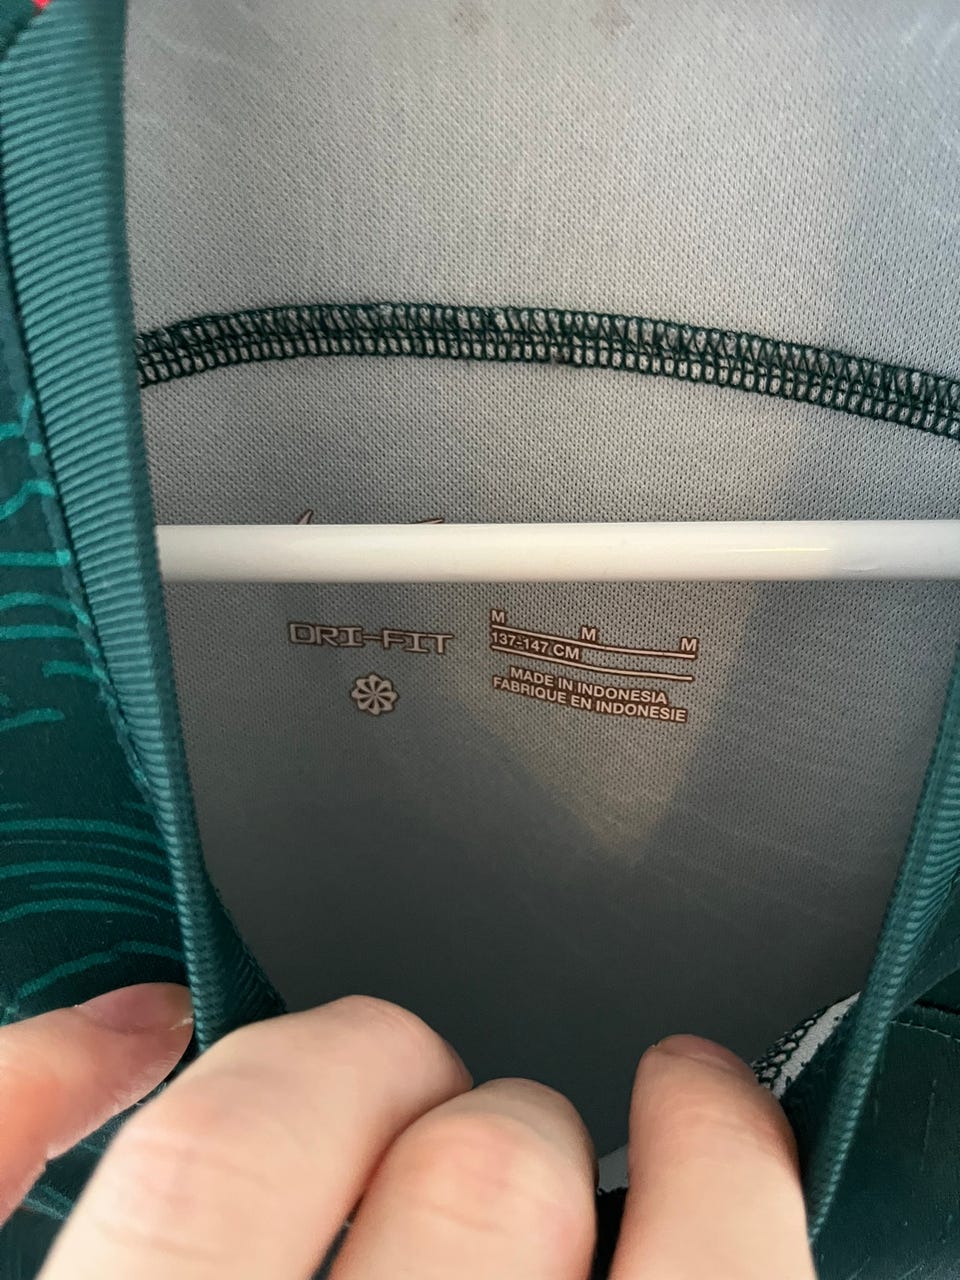 DRI-FIT
M M M
137-147 CM
MADE IN INDONESIA
FABRIQUE EN INDONESIE